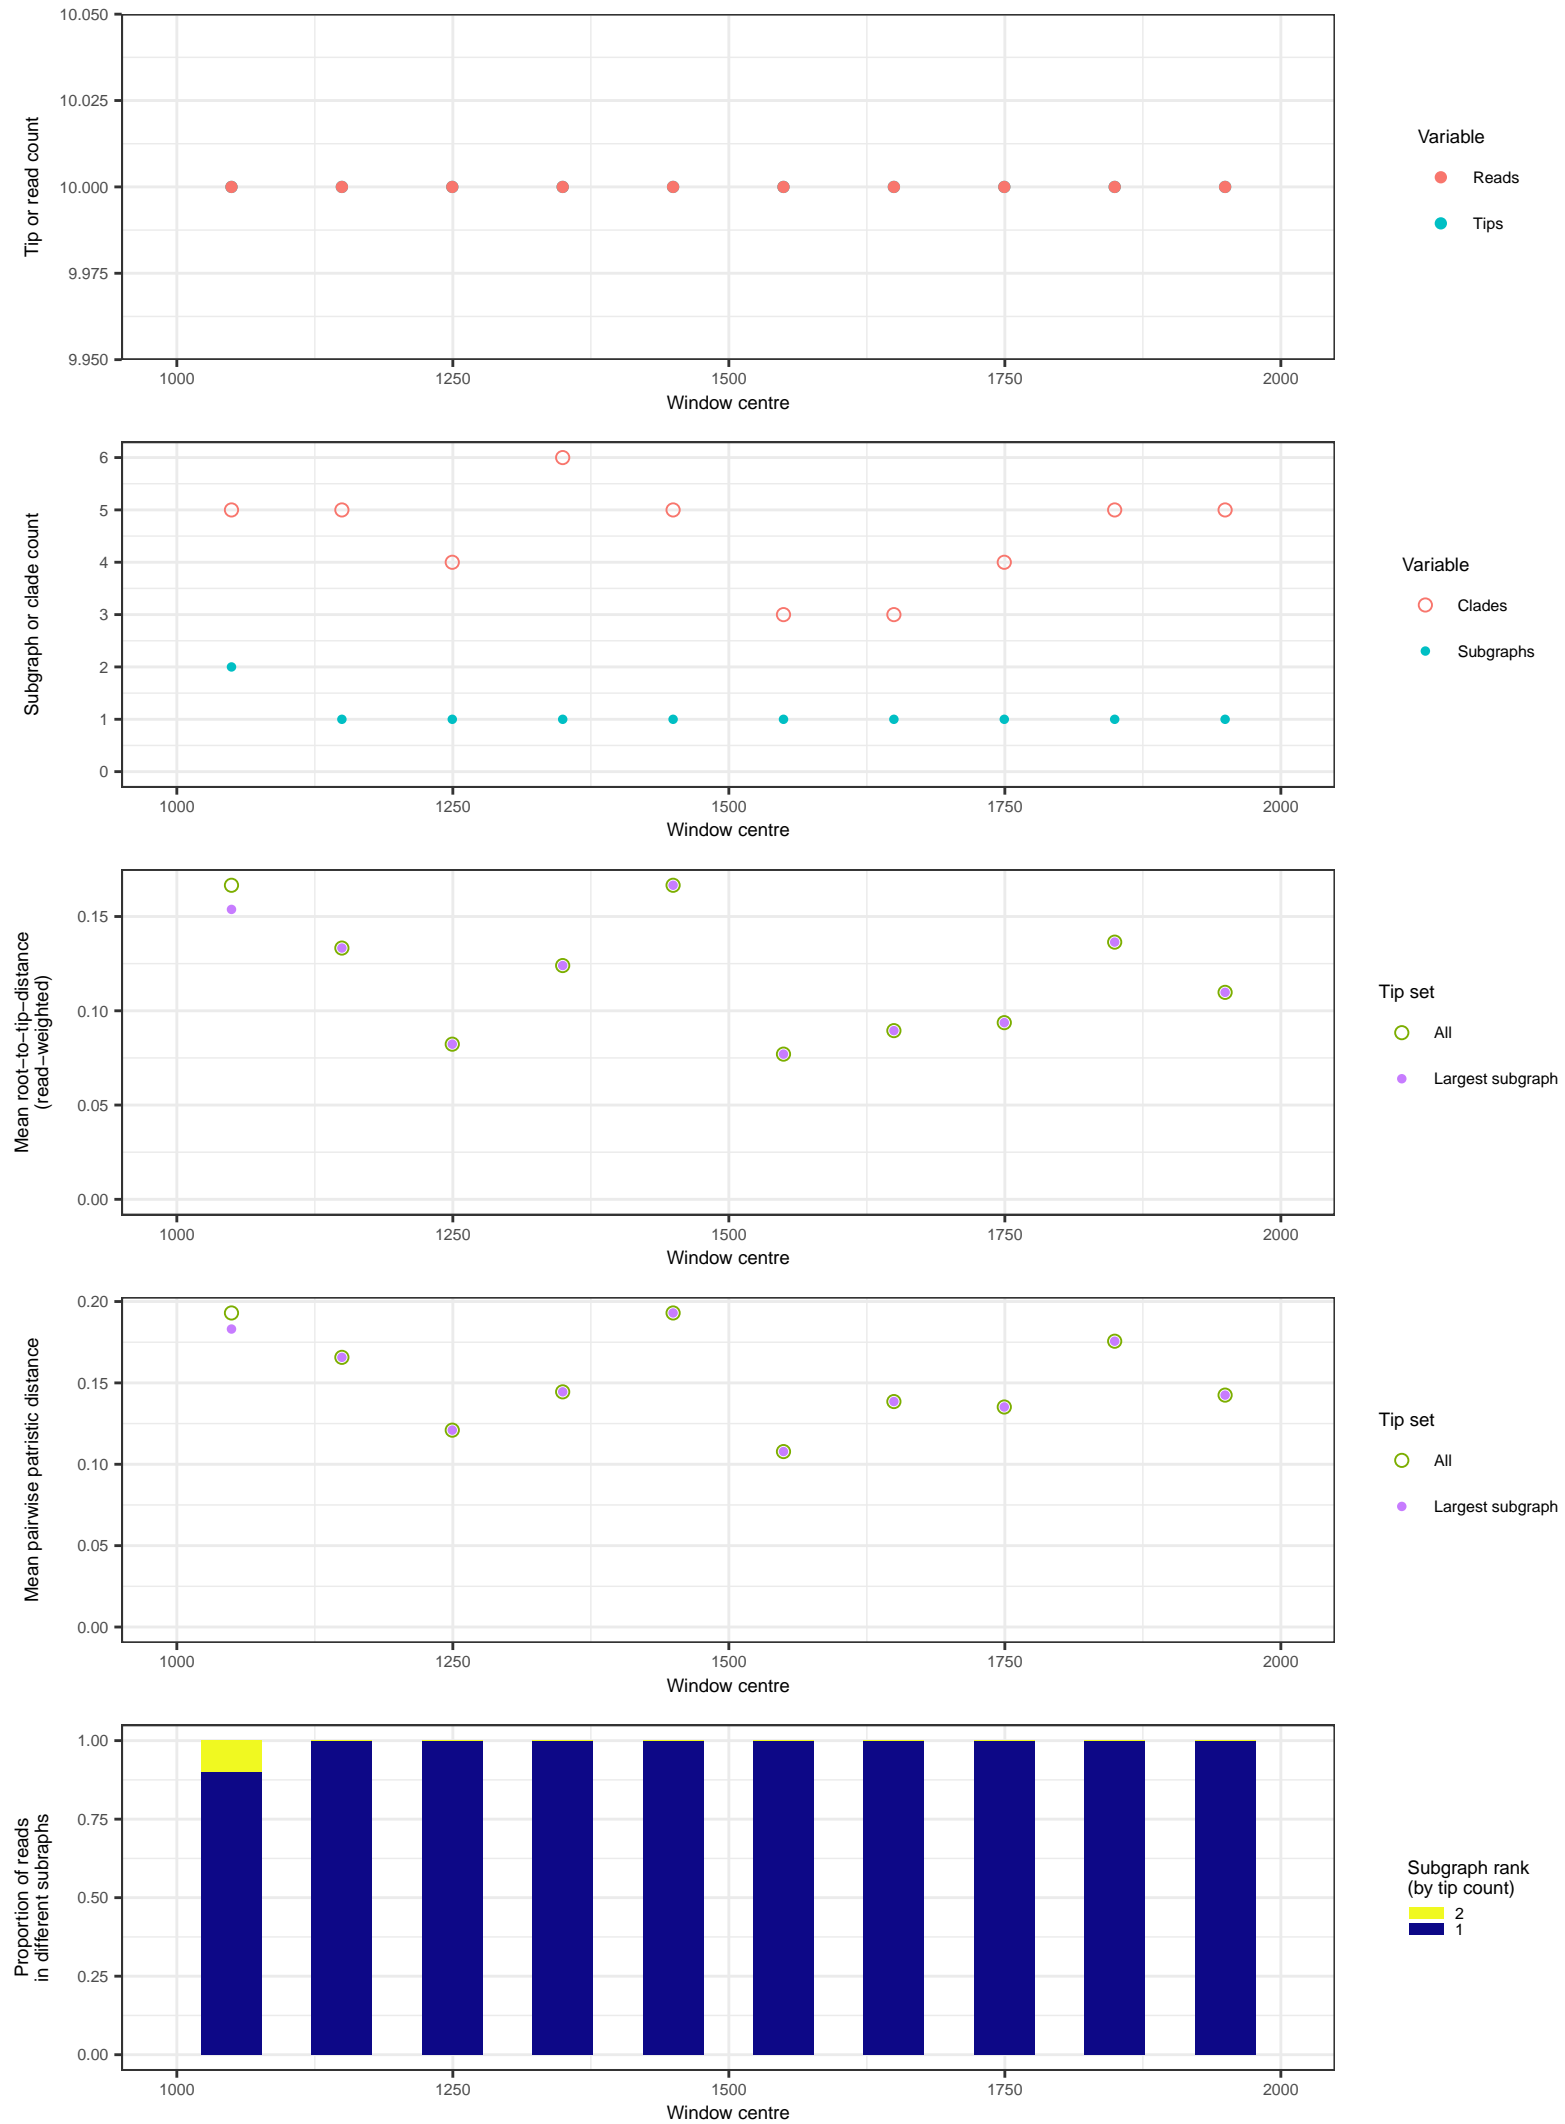 10.050
10.025
10.000
9.975
9.950
Tip or read count
1000 1250 1500 1750 2000
Window centre
Variable
Reads
Tips
6
5
4
3
2
1
0
Subgraph or clade count
1000 1250 1500 1750 2000
Window centre
Variable
Clades
Subgraphs
0.15
0.10
0.05
0.00
Mean root−to−tip−distance
(read−weighted)
1000 1250 1500 1750 2000
Window centre
Tip set
All
Largest subgraph
0.20
0.15
0.10
0.05
0.00
Mean pairwise patristic distance
1000 1250 1500 1750 2000
Window centre
Tip set
All
Largest subgraph
1.00
0.75
0.50
0.25
0.00
Proportion of reads
in different subraphs
1000 1250 1500 1750 2000
Window centre
Subgraph rank
(by tip count)
2
1